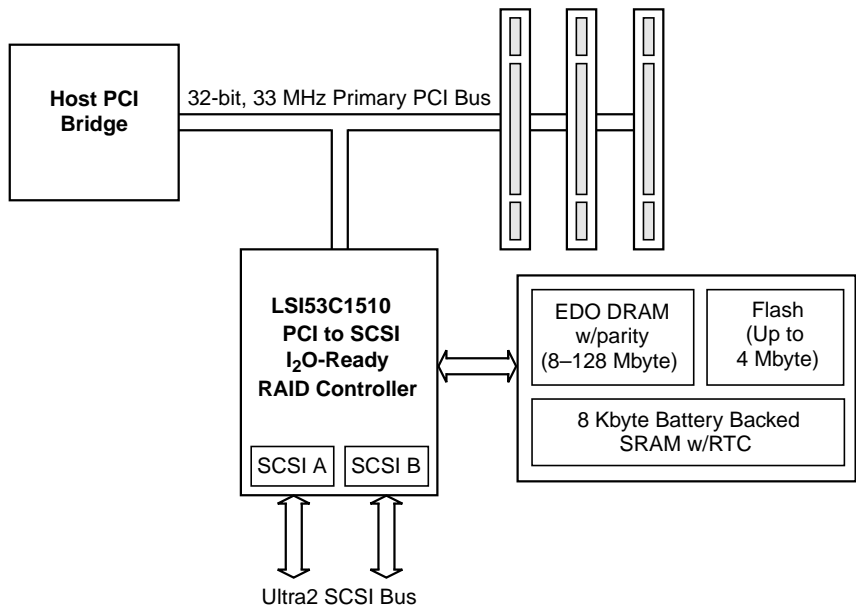 Host PCI
Bridge
32-bit, 33 MHz Primary PCI Bus
LSI53C1510
PCI to SCSI
I₂O-Ready
RAID Controller
SCSI A
SCSI B
EDO DRAM
w/parity
(8–128 Mbyte)
Flash
(Up to
4 Mbyte)
8 Kbyte Battery Backed
SRAM w/RTC
Ultra2 SCSI Bus